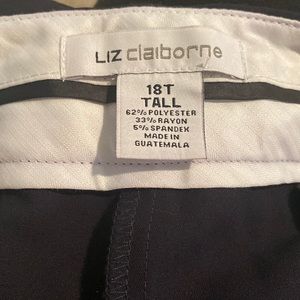 LIZ claiborne
18T
TALL
62% POLYESTER
33% RAYON
5% SPANDEX
MADE IN
GUATEMALA